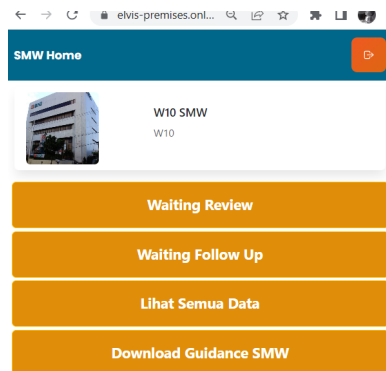 elvis-premises.onl...
SMW Home
W10 SMW
W10
Waiting Review
Waiting Follow Up
Lihat Semua Data
Download Guidance SMW